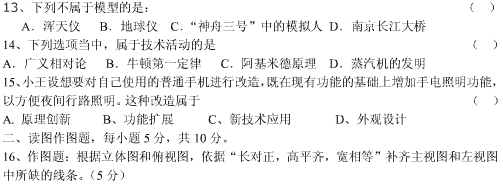 13、下列不属于模型的是：（ ）
A．浑天仪 B．地球仪 C．“神舟三号”中的模拟人 D．南京长江大桥
14、下列选项当中，属于技术活动的是（ ）
A．广义相对论 B．牛顿第一定律 C．阿基米德原理 D．蒸汽机的发明
15、小王设想要对自己使用的普通手机进行改造，既在现有功能的基础上增加手电照明功能，
以方便夜间行路照明。这种改造属于（ ）
A. 原理创新 B、功能扩展 C、新技术应用 D、外观设计
二、读图作图题，每小题 5 分，共 10 分。
16、作图题：根据立体图和俯视图，依据“长对正，高平齐，宽相等”补齐主视图和左视图
中所缺的线条。（5 分）